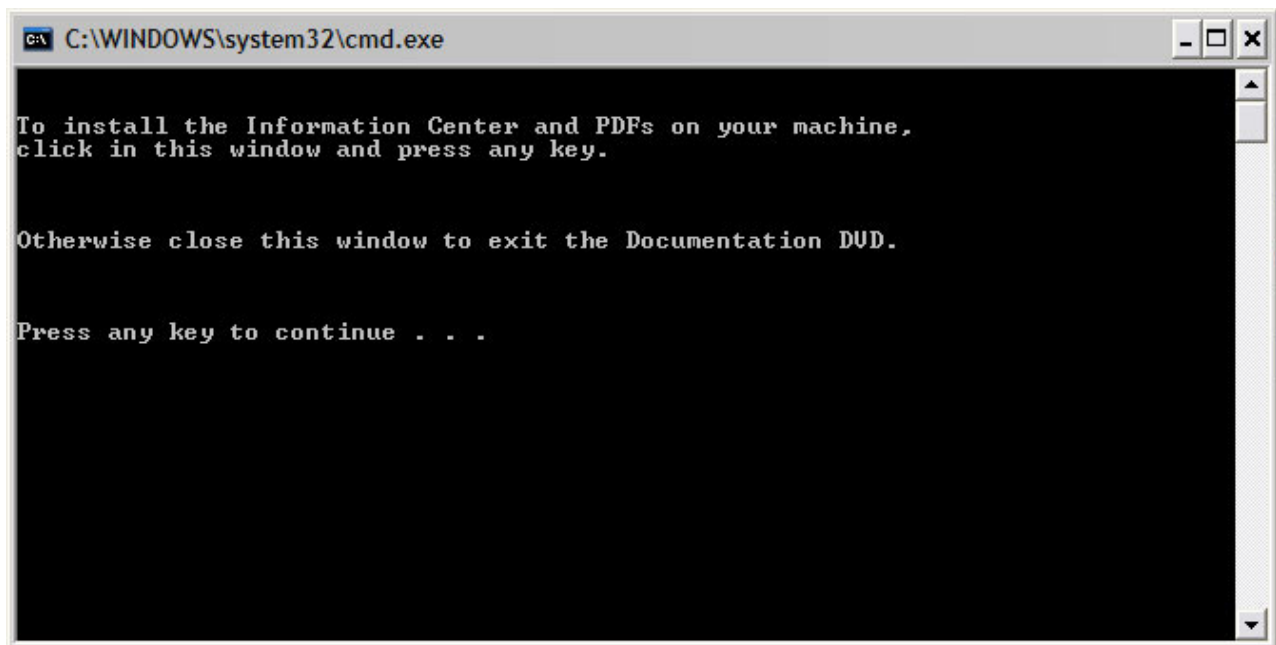 C:\WINDOWS\system32\cmd.exe
To install the Information Center and PDFs on your machine,
click in this window and press any key.
Otherwise close this window to exit the Documentation DVD.
Press any key to continue . . .